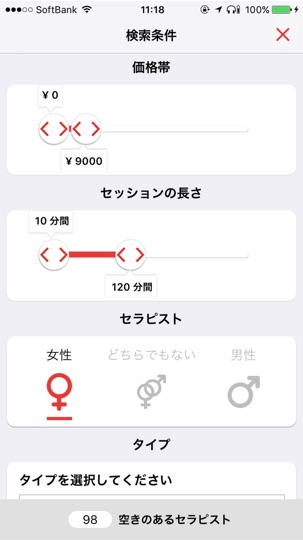 SoftBank 11:18 100%
検索条件
価格帯
¥ 0
¥ 9000
セッションの長さ
10 分間
120 分間
セラピスト
女性 どちらでもない 男性
タイプ
タイプを選択してください
98 空きのあるセラピスト